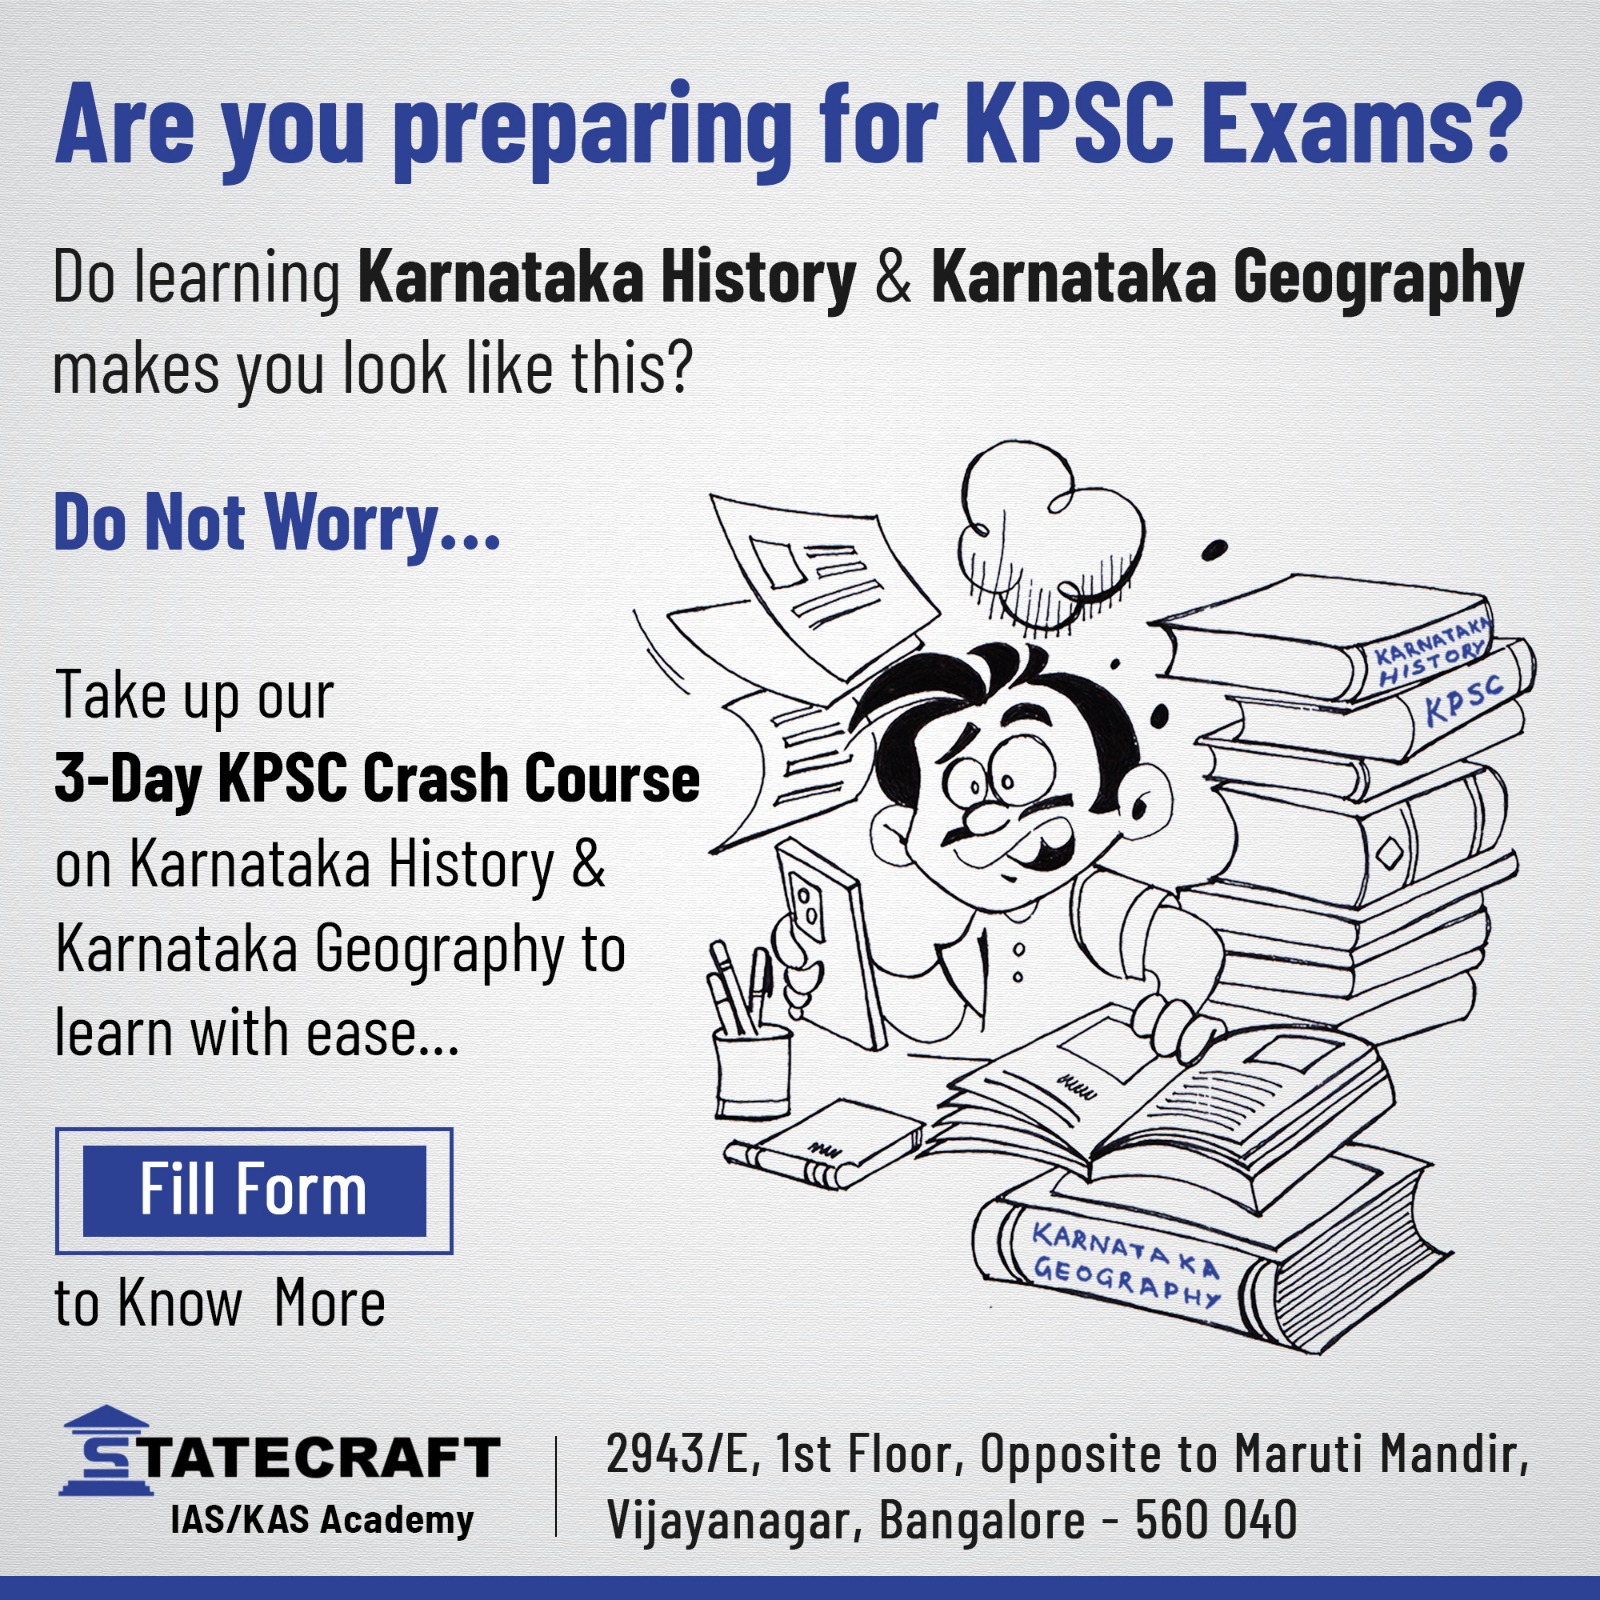 Are you preparing for KPSC Exams?
Do learning Karnataka History & Karnataka Geography
makes you look like this?
Do Not Worry...
Take up our
3-Day KPSC Crash Course
on Karnataka History &
Karnataka Geography to
learn with ease...
Fill Form
to Know More
KARNATAKA
HISTORY
KPSC
KARNATAKA
GEOGRAPHY
STATECRAFT
IAS/KAS Academy
2943/E, 1st Floor, Opposite to Maruti Mandir,
Vijayanagar, Bangalore - 560 040